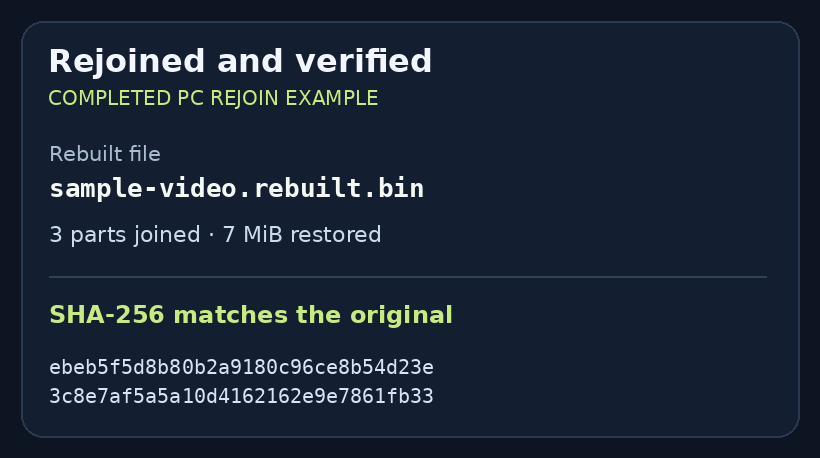 Rejoined and verified
COMPLETED PC REJOIN EXAMPLE
Rebuilt file
sample-video.rebuilt.bin
3 parts joined · 7 MiB restored
SHA-256 matches the original
ebeb5f5d8b80b2a9180c96ce8b54d23e
3c8e7af5a5a10d4162162e9e7861fb33